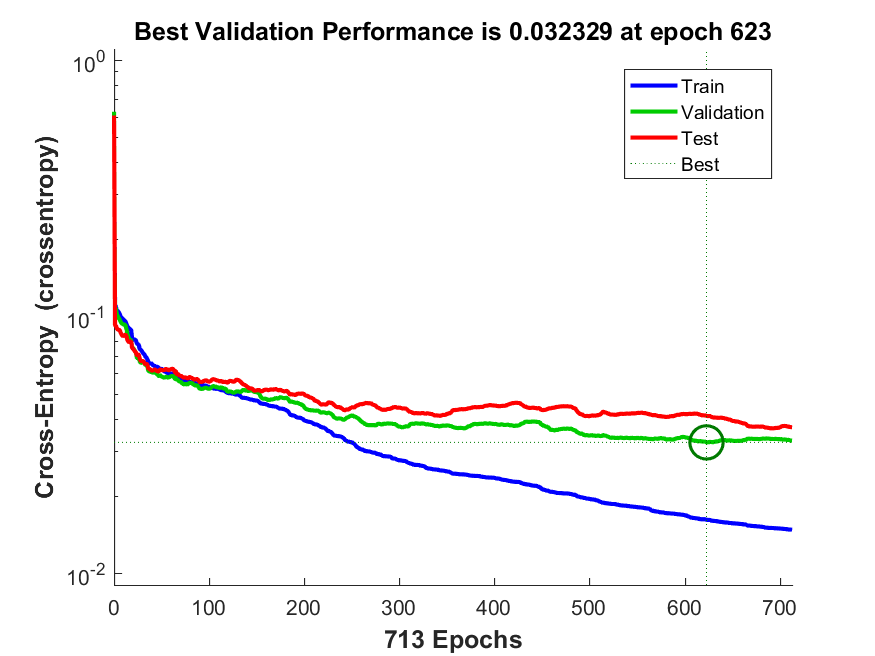 Best Validation Performance is 0.032329 at epoch 623
Train
Validation
Test
Best
Cross-Entropy (crossentropy)
10^0
10^-1
10^-2
0 100 200 300 400 500 600 700
713 Epochs